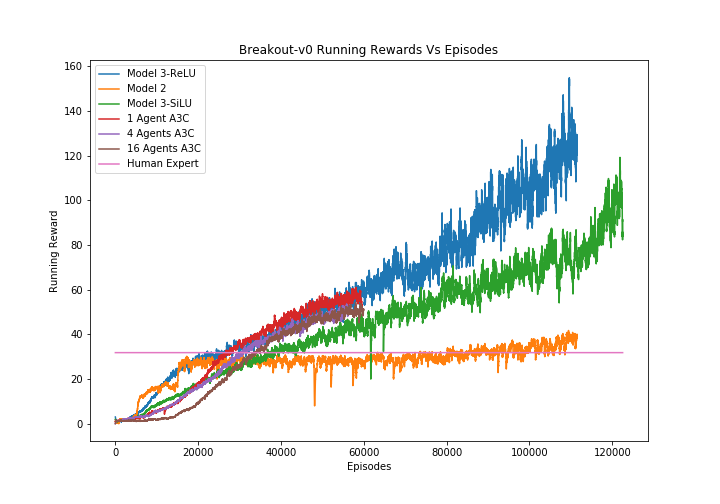 Breakout-v0 Running Rewards Vs Episodes
160
140
120
100
80
60
40
20
0
Running Reward
Model 3-ReLU
Model 2
Model 3-SiLU
1 Agent A3C
4 Agents A3C
16 Agents A3C
Human Expert
0
20000
40000
60000
80000
100000
120000
Episodes